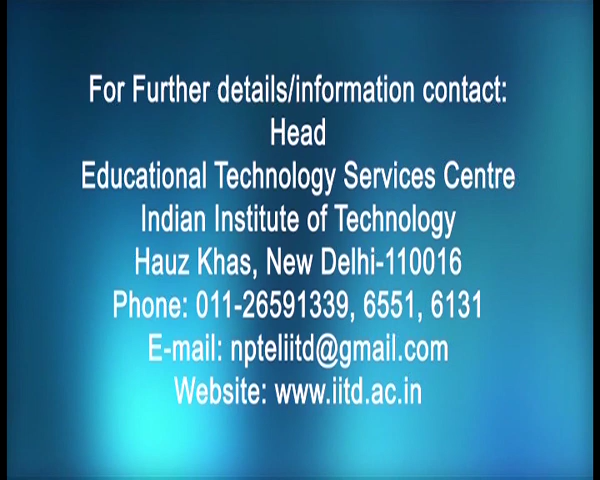 For Further details/information contact:
Head
Educational Technology Services Centre
Indian Institute of Technology
Hauz Khas, New Delhi-110016
Phone: 011-26591339, 6551, 6131
E-mail: npteliitd@gmail.com
Website: www.iitd.ac.in